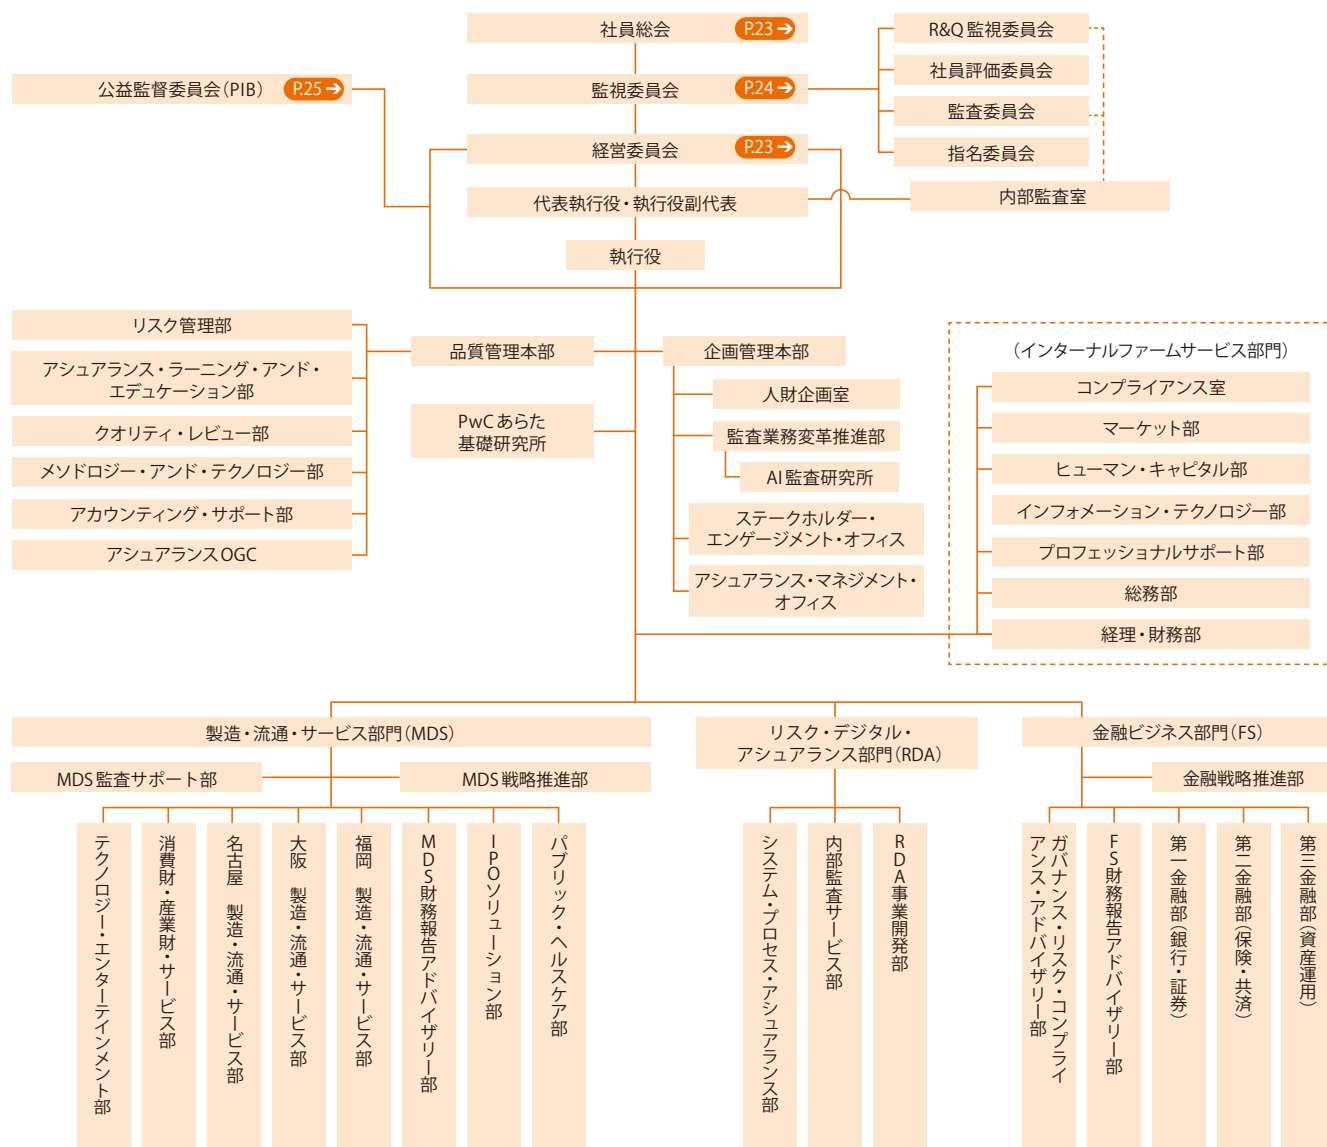 社員総会 P.23→
公益監督委員会(PIB) P.25→
監視委員会 P.24→
経営委員会 P.23→
代表執行役・執行役副代表
執行役
R&Q監視委員会
社員評価委員会
監査委員会
指名委員会
内部監査室
リスク管理部
アシュアランス・ラーニング・アンド・
エデュケーション部
クオリティ・レビュー部
メソドロジー・アンド・テクノロジー部
アカウンティング・サポート部
アシュアランスOGC
品質管理本部
PwCあらた
基礎研究所
企画管理本部
人財企画室
監査業務変革推進部
AI監査研究所
ステークホルダー・
エンゲージメント・オフィス
アシュアランス・マネジメント・
オフィス
(インターナルファームサービス部門)
コンプライアンス室
マーケット部
ヒューマン・キャピタル部
インフォメーション・テクノロジー部
プロフェッショナルサポート部
総務部
経理・財務部
製造・流通・サービス部門(MDS)
MDS監査サポート部
MDS戦略推進部
テクノロジー・エンターテインメント部
消費財・産業財・サービス部
名古屋 製造・流通・サービス部
大阪 製造・流通・サービス部
福岡 製造・流通・サービス部
MDS財務報告アドバイザリー部
IPOソリューション部
パブリック・ヘルスケア部
リスク・デジタル・
アシュアランス部門(RDA)
システム・プロセス・アシュアランス部
内部監査サービス部
RDA事業開発部
金融ビジネス部門(FS)
金融戦略推進部
ガバナンス・リスク・コンプライ
アンス・アドバイザリー部
FS財務報告アドバイザリー部
第一金融部(銀行・証券)
第二金融部(保険・共済)
第三金融部(資産運用)